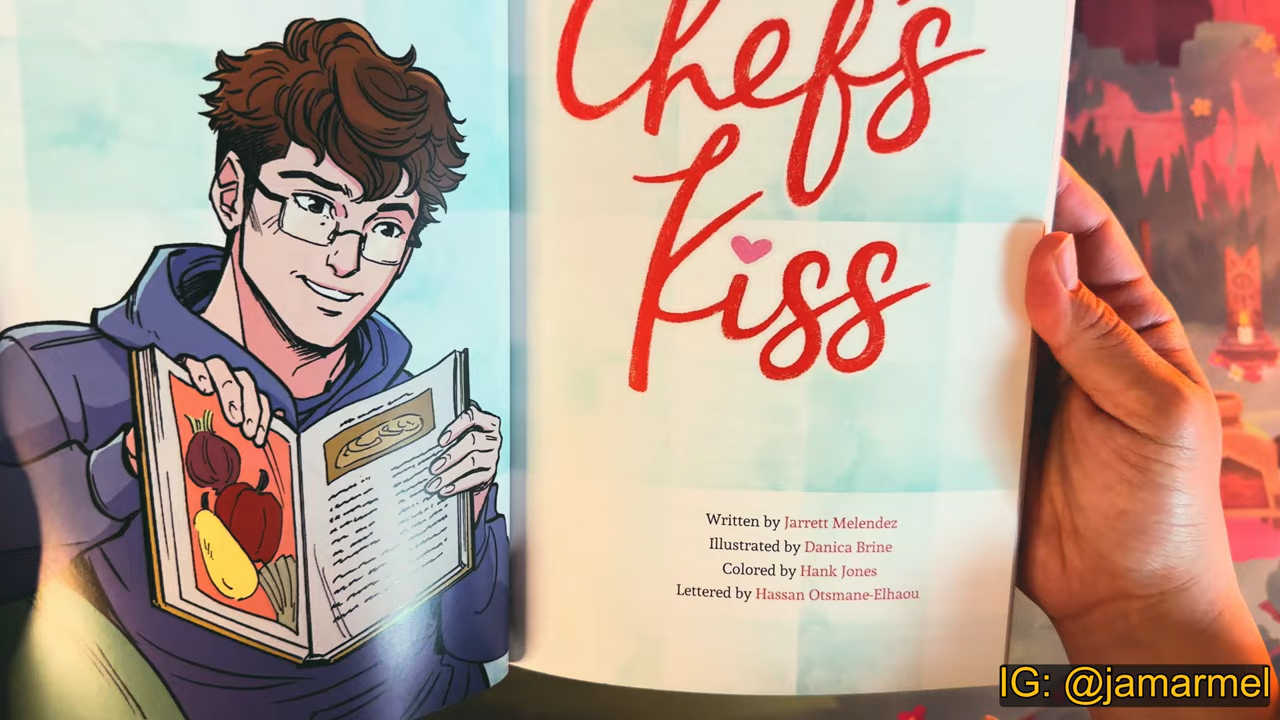 Chef's
Kiss
Written by Jarrett Melendez
Illustrated by Danica Brine
Colored by Hank Jones
Lettered by Hassan Otsmane-Elhaou
IG: @jamarmel